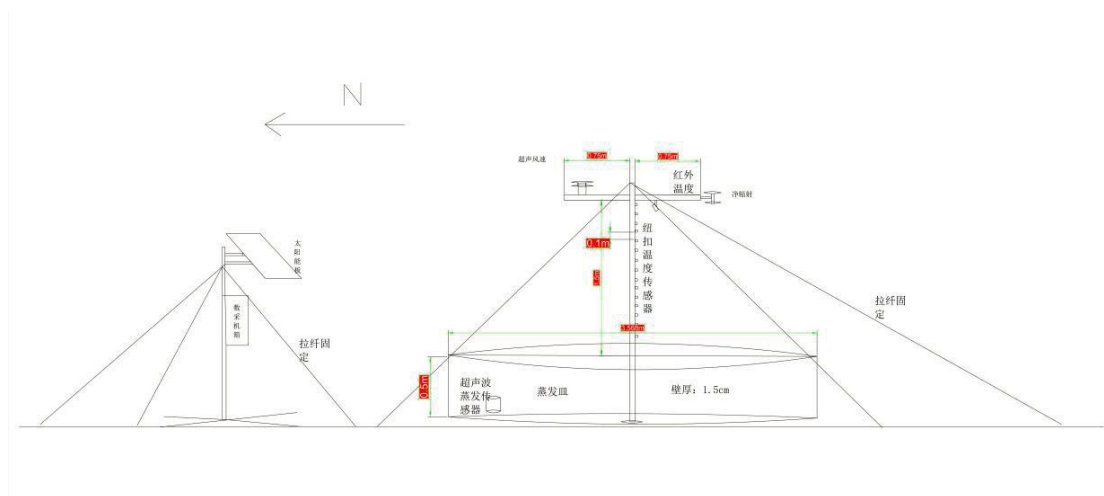 N
0.75m
0.75m
超声风速
红外
温度
净辐射
0.1m
纽扣温度传感器
太阳能板
数采机箱
拉纤固
定
拉纤固
定
0.5m
超声波
蒸发传
感器
蒸发皿
壁厚：1.5cm